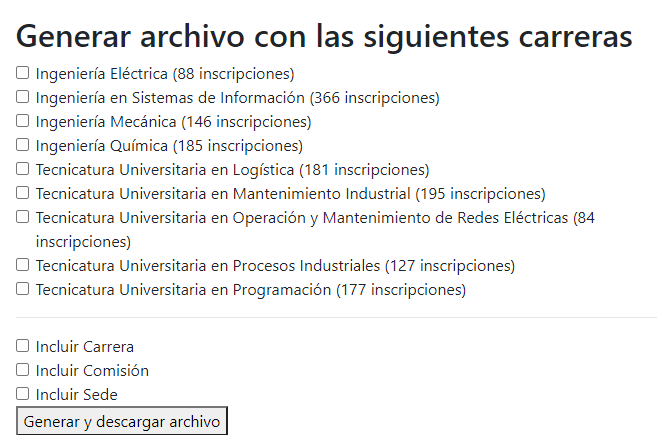 Generar archivo con las siguientes carreras
Ingeniería Eléctrica (88 inscripciones)
Ingeniería en Sistemas de Información (366 inscripciones)
Ingeniería Mecánica (146 inscripciones)
Ingeniería Química (185 inscripciones)
Tecnicatura Universitaria en Logística (181 inscripciones)
Tecnicatura Universitaria en Mantenimiento Industrial (195 inscripciones)
Tecnicatura Universitaria en Operación y Mantenimiento de Redes Eléctricas (84
inscripciones)
Tecnicatura Universitaria en Procesos Industriales (127 inscripciones)
Tecnicatura Universitaria en Programación (177 inscripciones)
Incluir Carrera
Incluir Comisión
Incluir Sede
Generar y descargar archivo